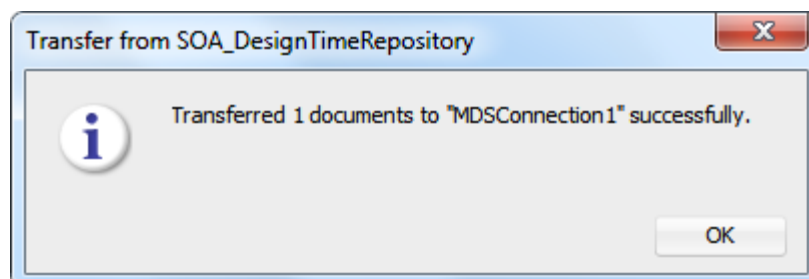 Transfer from SOA_DesignTimeRepository
Transferred 1 documents to "MDSConnection1" successfully.
OK